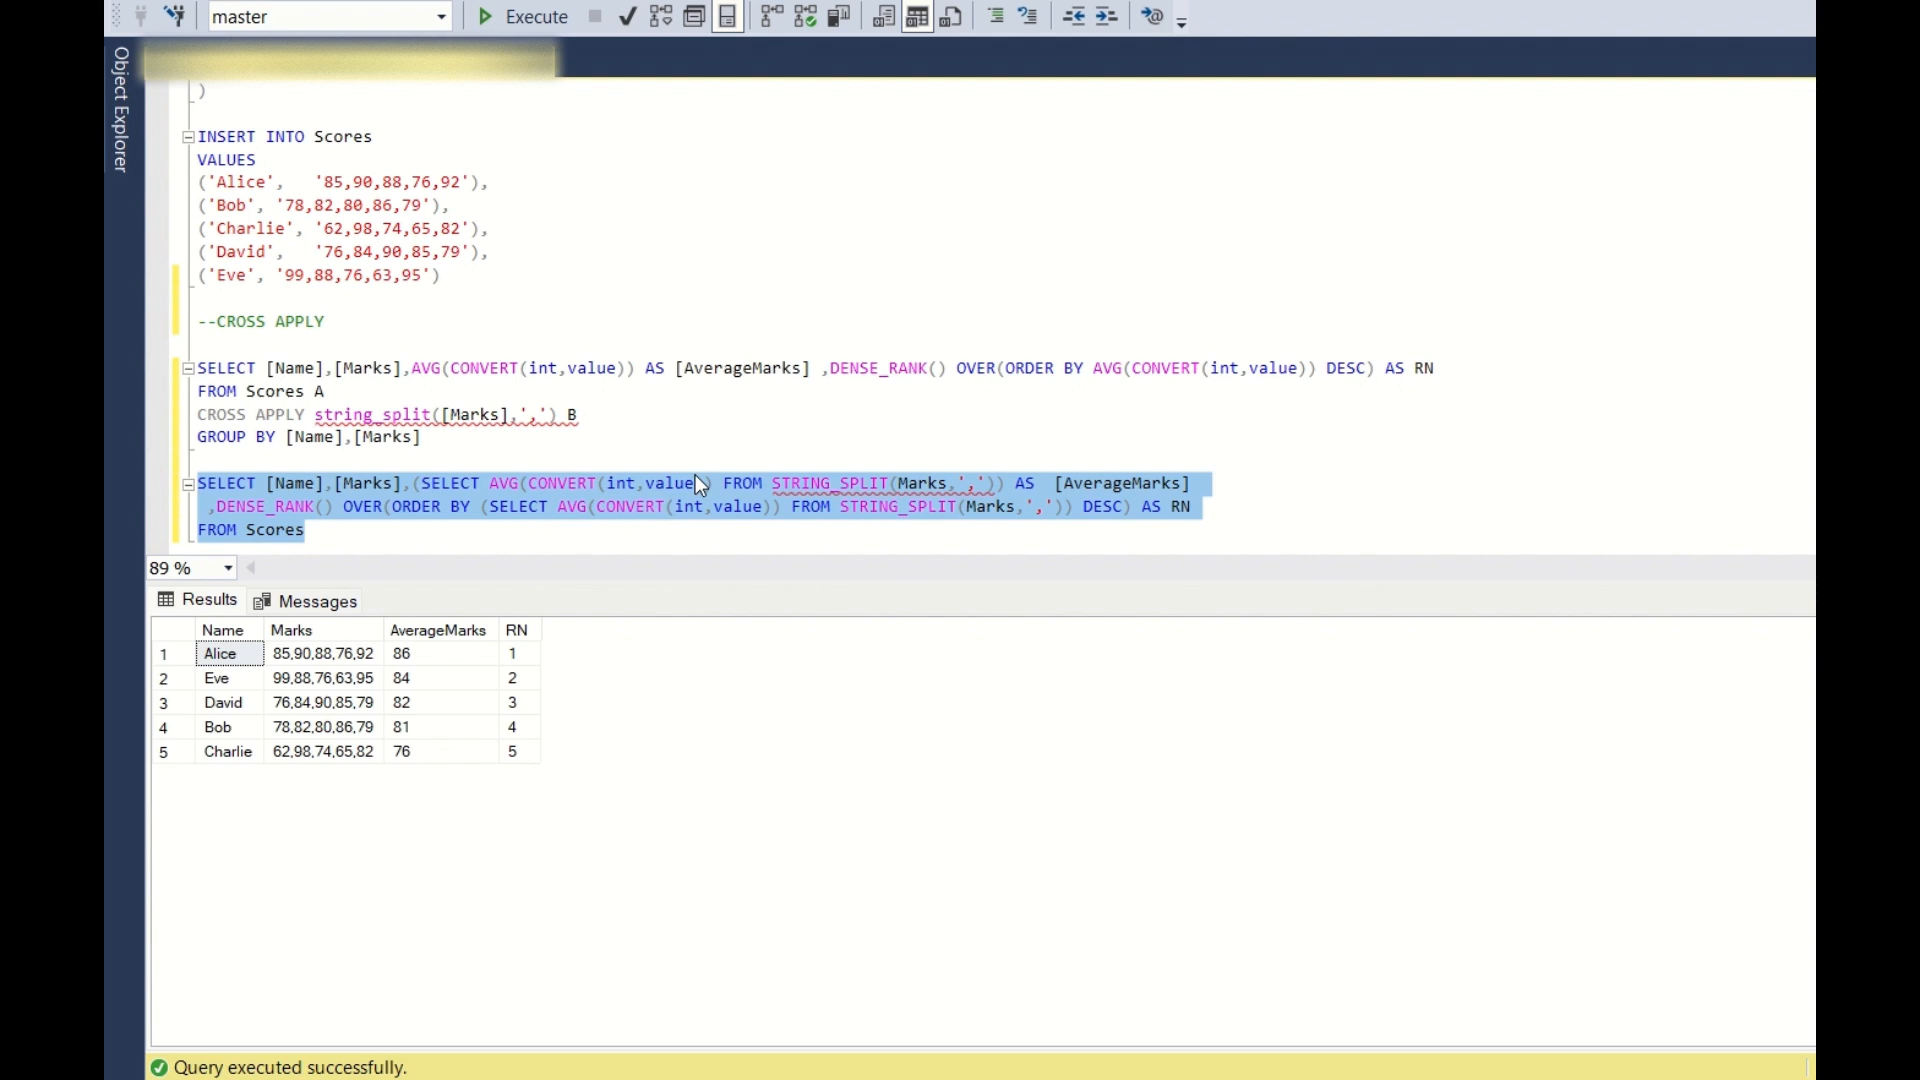 master
Execute
Object Explorer
)
INSERT INTO Scores
VALUES
('Alice', '85,90,88,76,92'),
('Bob', '78,82,80,86,79'),
('Charlie', '62,98,74,65,82'),
('David', '76,84,90,85,79'),
('Eve', '99,88,76,63,95')
--CROSS APPLY
SELECT [Name],[Marks],AVG(CONVERT(int,value)) AS [AverageMarks] ,DENSE_RANK() OVER(ORDER BY AVG(CONVERT(int,value)) DESC) AS RN
FROM Scores A
CROSS APPLY string_split([Marks],',') B
GROUP BY [Name],[Marks]
SELECT [Name],[Marks],(SELECT AVG(CONVERT(int,value)) FROM STRING_SPLIT(Marks,',')) AS [AverageMarks]
,DENSE_RANK() OVER(ORDER BY (SELECT AVG(CONVERT(int,value)) FROM STRING_SPLIT(Marks,',')) DESC) AS RN
FROM Scores
89 %
Results Messages
Name Marks AverageMarks RN
1 Alice 85,90,88,76,92 86 1
2 Eve 99,88,76,63,95 84 2
3 David 76,84,90,85,79 82 3
4 Bob 78,82,80,86,79 81 4
5 Charlie 62,98,74,65,82 76 5
Query executed successfully.